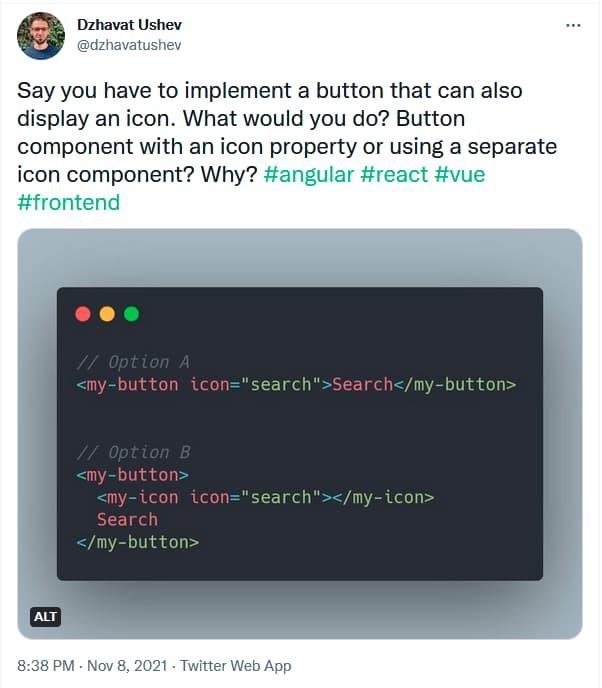 Dzhavat Ushev
@dzhavatushev
Say you have to implement a button that can also
display an icon. What would you do? Button
component with an icon property or using a separate
icon component? Why? #angular #react #vue
#frontend
// Option A
<my-button icon="search">Search</my-button>
// Option B
<my-button>
<my-icon icon="search"></my-icon>
Search
</my-button>
ALT
8:38 PM · Nov 8, 2021 · Twitter Web App